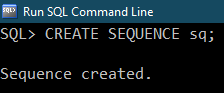 Run SQL Command Line
SQL> CREATE SEQUENCE sq;
Sequence created.